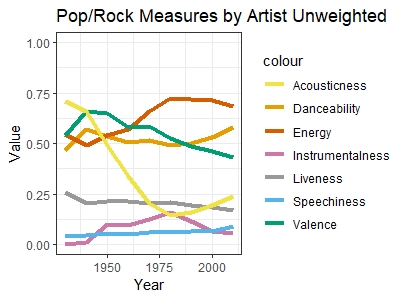 Pop/Rock Measures by Artist Unweighted
1.00
0.75
0.50
0.25
0.00
Value
1950
1975
2000
Year
colour
Acousticness
Danceability
Energy
Instrumentalness
Liveness
Speechiness
Valence